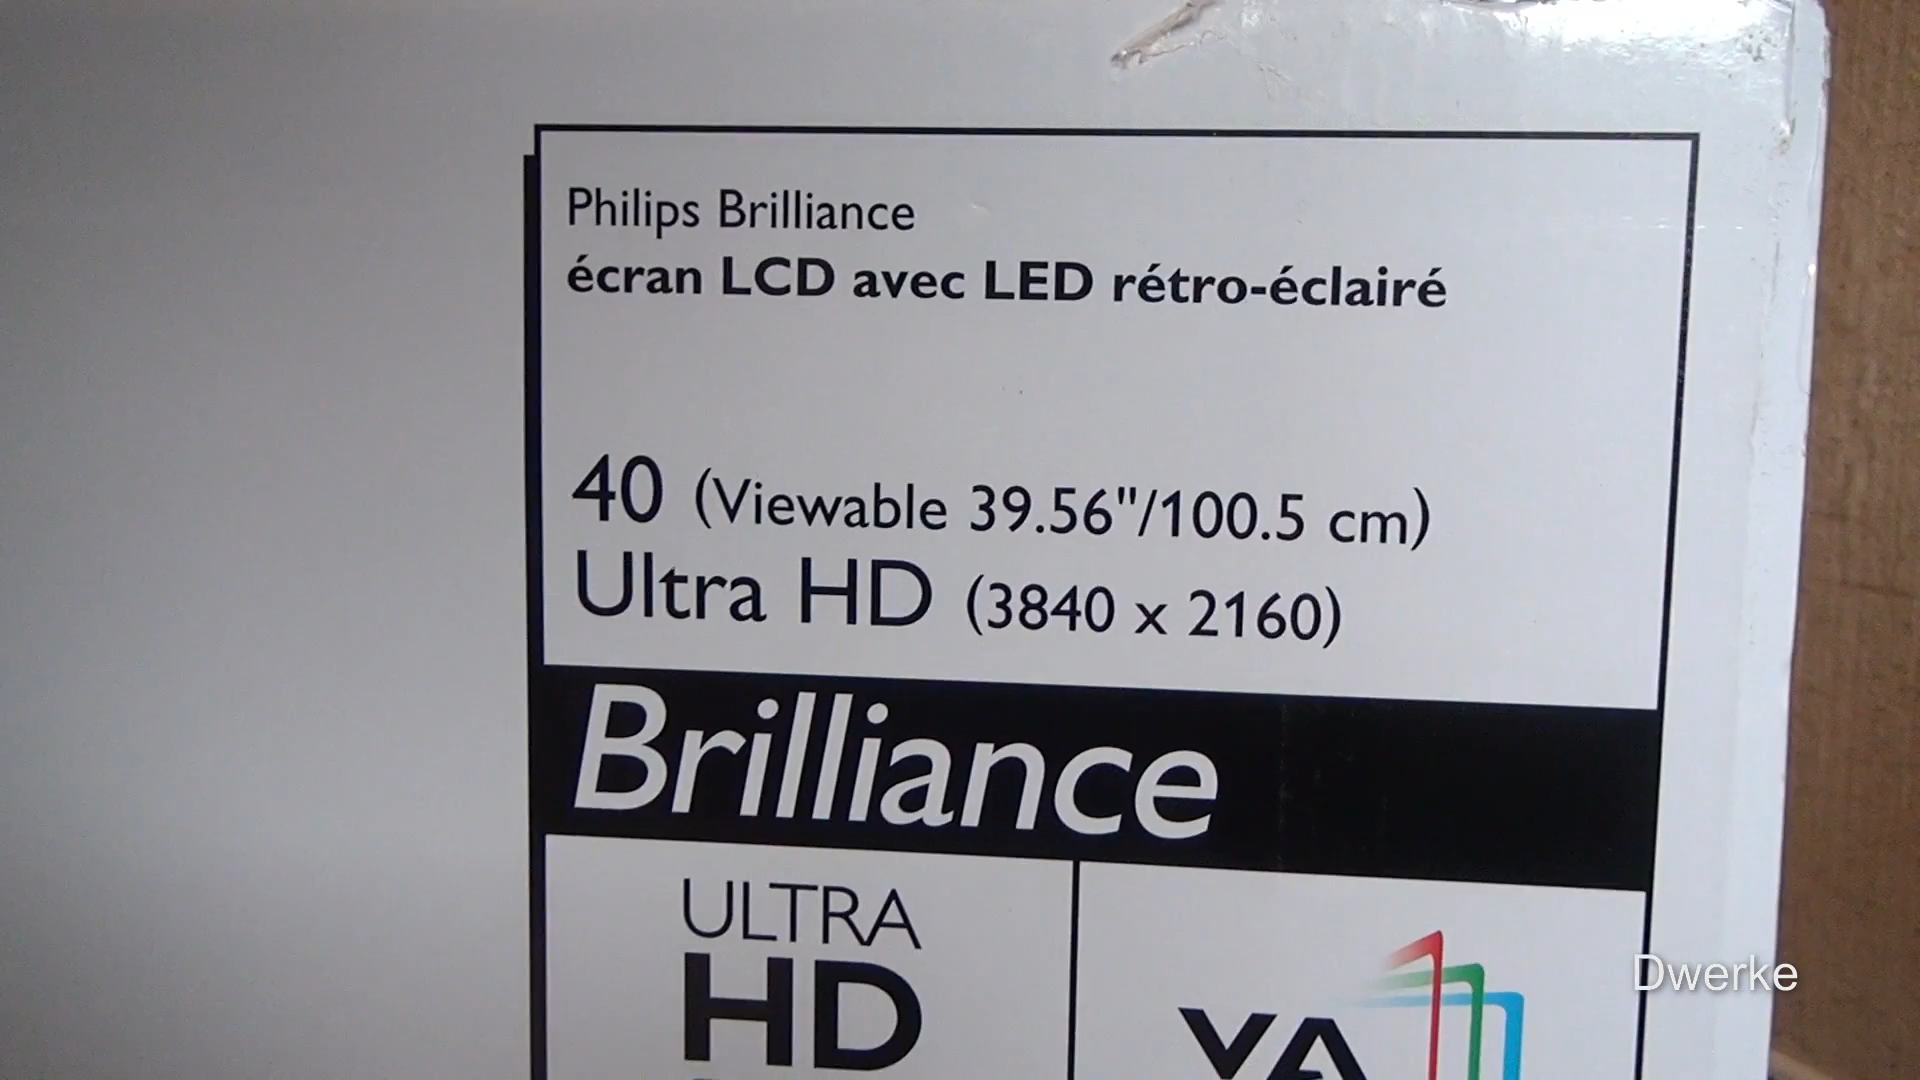 Philips Brilliance
écran LCD avec LED rétro-éclairé
40 (Viewable 39.56"/100.5 cm)
Ultra HD (3840 x 2160)
Brilliance
ULTRA
HD
VA
Dwerke